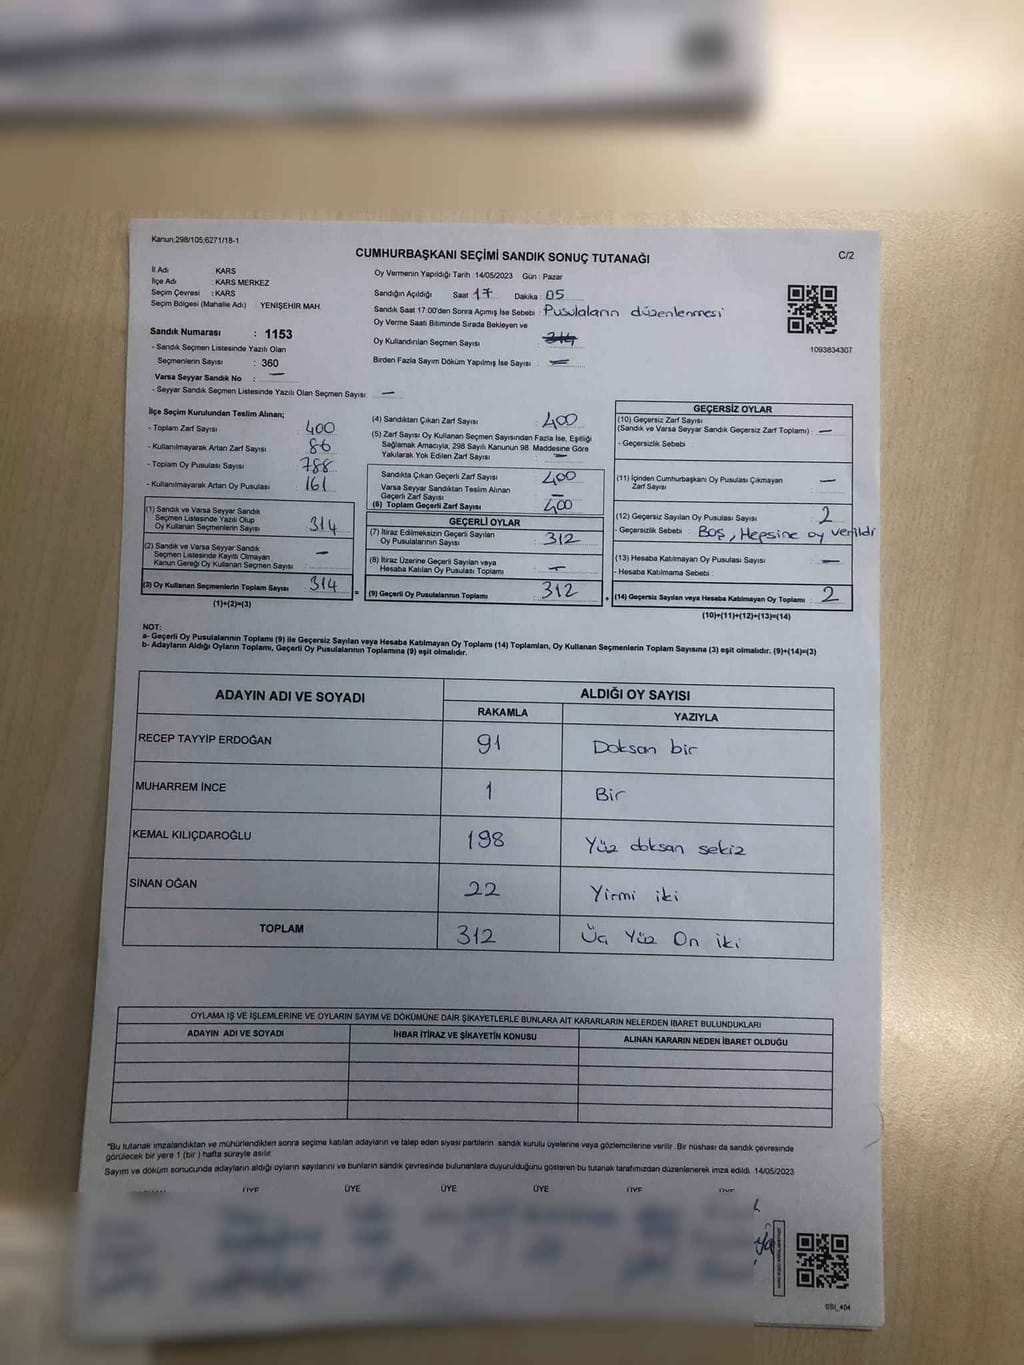 Kanun,298/105;6271/18-1
CUMHURBAŞKANI SEÇİMİ SANDIK SONUÇ TUTANAĞI
C/2
İl Adı : KARS
İlçe Adı : KARS MERKEZ
Seçim Çevresi : KARS
Seçim Bölgesi (Mahalle Adı) : YENİŞEHİR MAH.
Sandık Numarası : 1153
- Sandık Seçmen Listesinde Yazılı Olan
Seçmenlerin Sayısı : 360
Varsa Seyyar Sandık No : —
- Seyyar Sandık Seçmen Listesinde Yazılı Olan Seçmen Sayısı: —
Oy Vermenin Yapıldığı Tarih : 14/05/2023 Gün : Pazar
Sandığın Açıldığı Saat 17 Dakika : 05
Sandık Saat 17:00'den Sonra Açımış İse Sebebi : Pusulaların düzenlenmesi
Oy Verme Saati Bitiminde Sırada Bekleyen ve
Oy Kullandırılan Seçmen Sayısı : 314
Birden Fazla Sayım Döküm Yapılmış İse Sayısı : —
1093834307
İlçe Seçim Kurulundan Teslim Alınan;
- Toplam Zarf Sayısı : 400
- Kullanılmayarak Artan Zarf Sayısı : 86
- Toplam Oy Pusulası Sayısı : 788
- Kullanılmayarak Artan Oy Pusulası : 161
(1) Sandık ve Varsa Seyyar Sandık
Seçmen Listesinde Yazılı Olup
Oy Kullanan Seçmenlerin Sayısı : 314
(2) Sandık ve Varsa Seyyar Sandık
Seçmen Listesinde Kayıtlı Olmayan
Kanun Gereği Oy Kullanan Seçmen Sayısı : —
(3) Oy Kullanan Seçmenlerin Toplam Sayısı : 314
(1)+(2)=(3)
(4) Sandıktan Çıkan Zarf Sayısı : 400
(5) Zarf Sayısı Oy Kullanan Seçmen Sayısından Fazla İse, Eşitliği
Sağlamak Amacıyla, 298 Sayılı Kanunun 98. Maddesine Göre
Yakılarak Yok Edilen Zarf Sayısı : —
Sandıkta Çıkan Geçerli Zarf Sayısı : 400
Varsa Seyyar Sandıktan Teslim Alınan
Geçerli Zarf Sayısı : —
(6) Toplam Geçerli Zarf Sayısı : 400
GEÇERLİ OYLAR
(7) İtiraz Edilmeksizin Geçerli Sayılan
Oy Pusulalarının Sayısı : 312
(8) İtiraz Üzerine Geçerli Sayılan veya
Hesaba Katılan Oy Pusulası Toplamı : —
= (9) Geçerli Oy Pusulalarının Toplamı : 312 +
GEÇERSİZ OYLAR
(10) Geçersiz Zarf Sayısı
(Sandık ve Varsa Seyyar Sandık Geçersiz Zarf Toplamı) : —
- Geçersizlik Sebebi :
(11) İçinden Cumhurbaşkanı Oy Pusulası Çıkmayan
Zarf Sayısı : —
(12) Geçersiz Sayılan Oy Pusulası Sayısı : 2
- Geçersizlik Sebebi : Boş, Hepsine oy verildi
(13) Hesaba Katılmayan Oy Pusulası Sayısı : —
- Hesaba Katılmama Sebebi :
(14) Geçersiz Sayılan veya Hesaba Katılmayan Oy Toplamı : 2
(10)+(11)+(12)+(13)=(14)
NOT:
a- Geçerli Oy Pusulalarının Toplamı (9) ile Geçersiz Sayılan veya Hesaba Katılmayan Oy Toplamı (14) Toplamları, Oy Kullanan Seçmenlerin Toplam Sayısına (3) eşit olmalıdır. (9)+(14)=(3)
b- Adayların Aldığı Oyların Toplamı, Geçerli Oy Pusulalarının Toplamına (9) eşit olmalıdır.
ADAYIN ADI VE SOYADI
ALDIĞI OY SAYISI
RAKAMLA YAZIYLA
RECEP TAYYİP ERDOĞAN 91 Doksan bir
MUHARREM İNCE 1 Bir
KEMAL KILIÇDAROĞLU 198 Yüz doksan sekiz
SİNAN OĞAN 22 Yirmi iki
TOPLAM 312 Üç Yüz On iki
OYLAMA İŞ VE İŞLEMLERİNE VE OYLARIN SAYIM VE DÖKÜMÜNE DAİR ŞİKAYETLERLE BUNLARA AİT KARARLARIN NELERDEN İBARET BULUNDUKLARI
ADAYIN ADI VE SOYADI İHBAR İTİRAZ VE ŞİKAYETİN KONUSU ALINAN KARARIN NEDEN İBARET OLDUĞU
*Bu tutanak imzalandıktan ve mühürlendikten sonra seçime katılan adayların ve talep eden siyasi partilerin sandık kurulu üyelerine veya gözlemcilerine verilir. Bir nüshası da sandık çevresinde
görülecek bir yere 1 (bir) hafta süreyle asılır.
Sayım ve döküm sonucunda adayların aldığı oyların sayılarını ve bunların sandık çevresinde bulunanlara duyurulduğunu gösteren bu tutanak tarafımızdan düzenlenerek imza edildi. 14/05/2023
ÜYE ÜYE ÜYE ÜYE ÜYE ÜYE
SSI_404